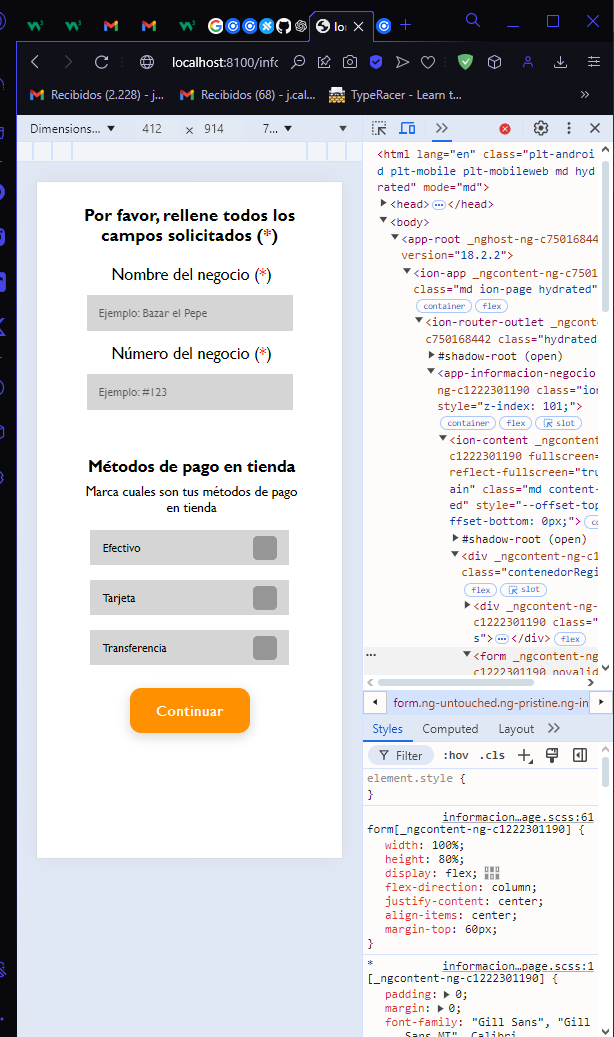 lo
localhost:8100/info
Recibidos (2.228) - j...
Recibidos (68) - j.cal...
TypeRacer - Learn t...
»
Dimensions... ▼ 412 × 914 7... ▼ ▼
Por favor, rellene todos los
campos solicitados (*)
Nombre del negocio (*)
Ejemplo: Bazar el Pepe
Número del negocio (*)
Ejemplo: #123
Métodos de pago en tienda
Marca cuales son tus métodos de pago
en tienda
Efectivo
Tarjeta
Transferencia
Continuar
<html lang="en" class="plt-androi
d plt-mobile plt-mobileweb md hyd
rated" mode="md">
▶ <head> ... </head>
▼ <body>
▼ <app-root _nghost-ng-c75016844
version="18.2.2">
▼ <ion-app _ngcontent-ng-c7501
class="md ion-page hydrated"
container flex
▼ <ion-router-outlet _ngcont
c750168442 class="hydrated
▶ #shadow-root (open)
▼ <app-informacion-negocio
ng-c1222301190 class="ion
style="z-index: 101;">
container flex slot
▼ <ion-content _ngcontent
c1222301190 fullscreen=
reflect-fullscreen="tru
ain" class="md content-
ed" style="--offset-top
ffset-bottom: 0px;">
▶ #shadow-root (open)
▼ <div _ngcontent-ng-c1
class="contenedorRegi
flex slot
▶ <div _ngcontent-ng-
c1222301190 class="
s"> ... </div> flex
... ▼ <form _ngcontent-ng
c1222301190 novalid
form.ng-untouched.ng-pristine.ng-in
Styles Computed Layout »
Filter :hov .cls
element.style {
}
informacion…age.scss:61
form[_ngcontent-ng-c1222301190] {
width: 100%;
height: 80%;
display: flex;
flex-direction: column;
justify-content: center;
align-items: center;
margin-top: 60px;
}
* informacion…page.scss:1
[_ngcontent-ng-c1222301190] {
padding: ▶ 0;
margin: ▶ 0;
font-family: "Gill Sans", "Gill
Sans MT", Calibri